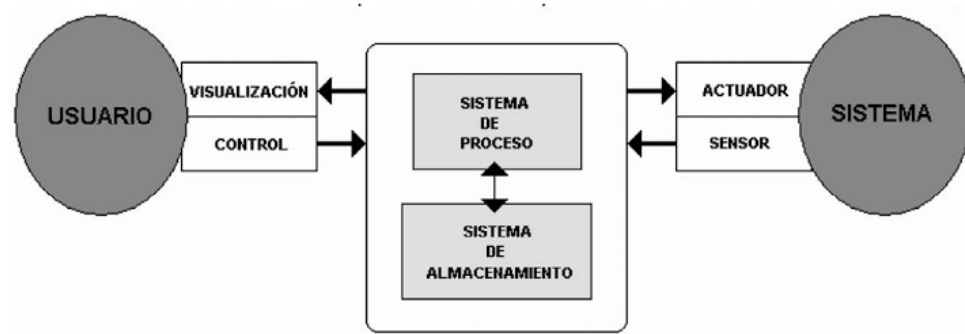 USUARIO
VISUALIZACIÓN
CONTROL
SISTEMA
DE
PROCESO
SISTEMA
DE
ALMACENAMIENTO
ACTUADOR
SENSOR
SISTEMA